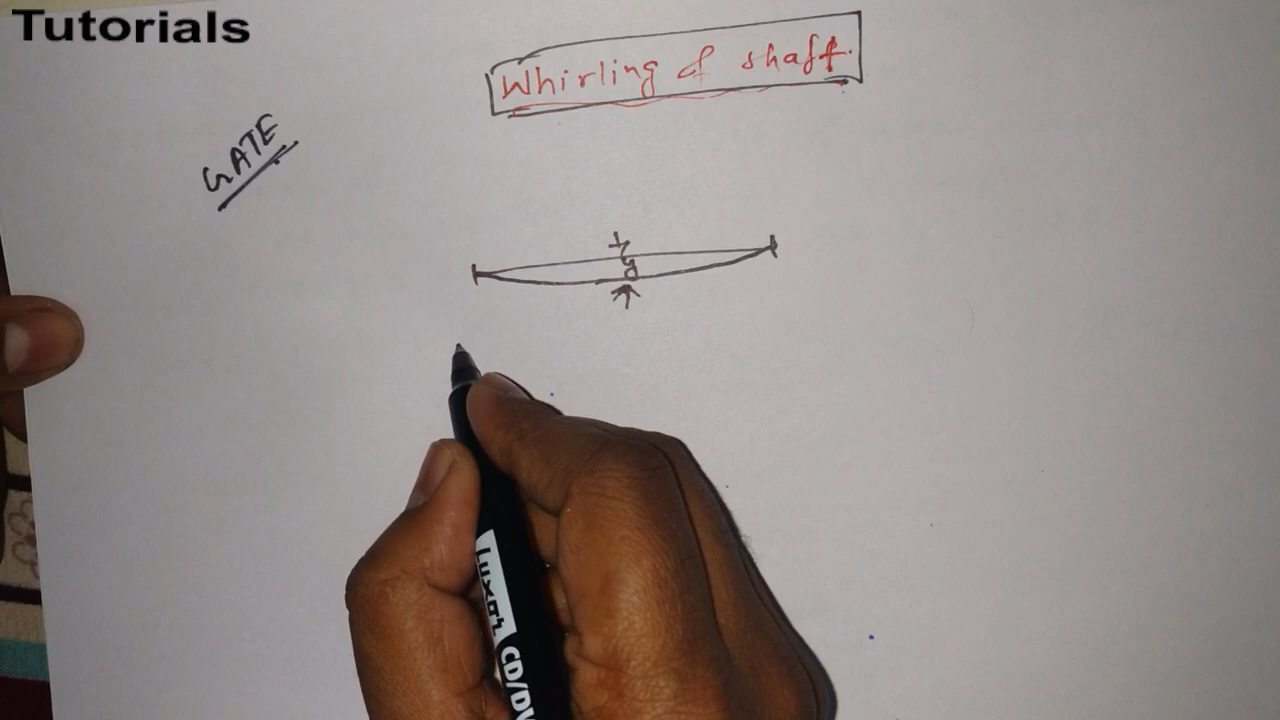 Tutorials
Whirling of shaft.
GATE
y
Luxor CD/DV